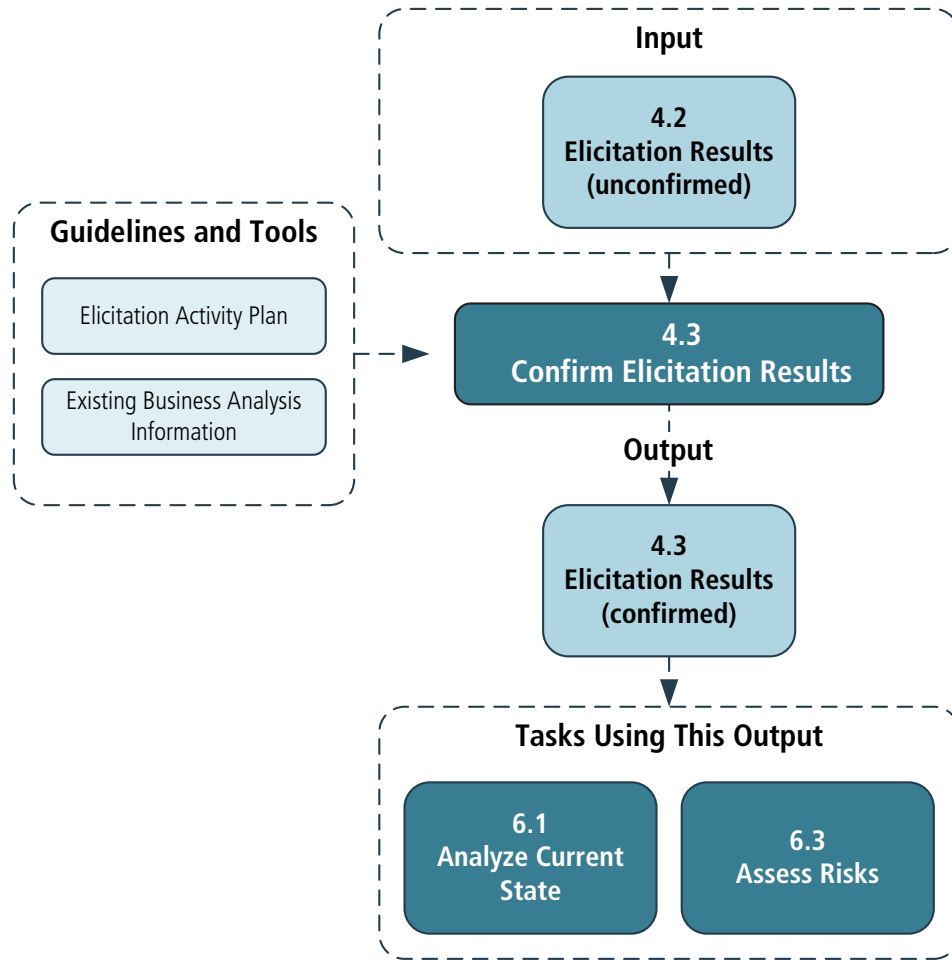 Input
4.2
Elicitation Results
(unconfirmed)
Guidelines and Tools
Elicitation Activity Plan
Existing Business Analysis
Information
4.3
Confirm Elicitation Results
Output
4.3
Elicitation Results
(confirmed)
Tasks Using This Output
6.1
Analyze Current
State
6.3
Assess Risks